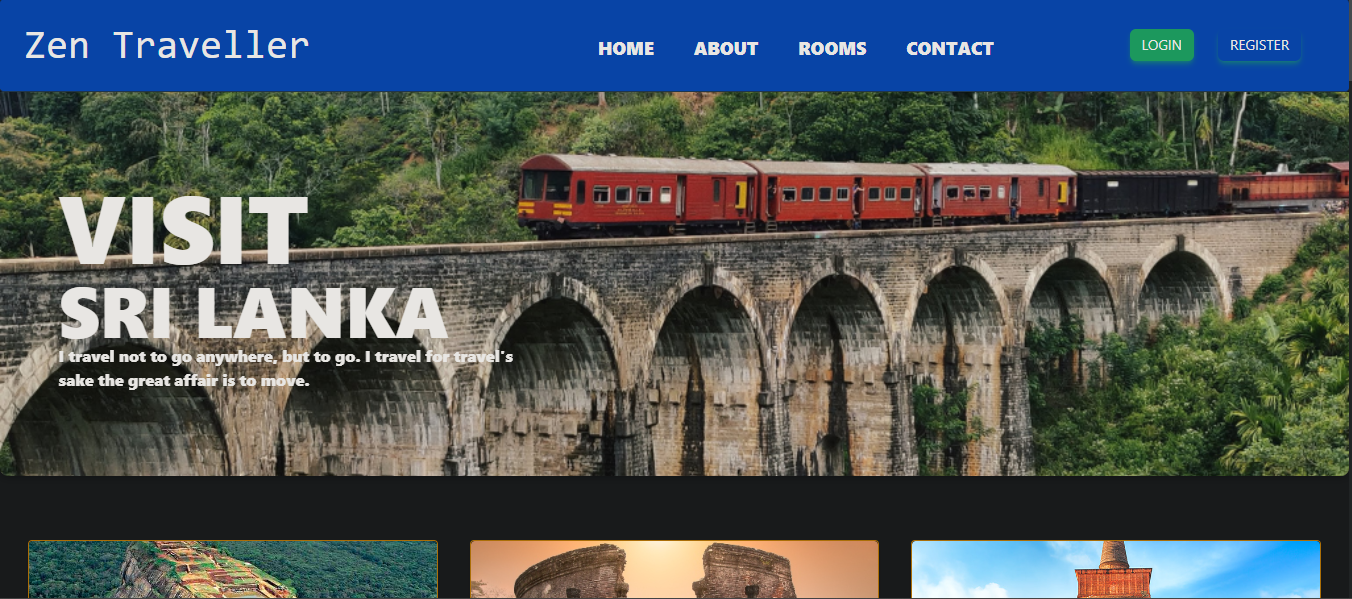 Zen Traveller
HOME ABOUT ROOMS CONTACT
LOGIN REGISTER
VISIT
SRI LANKA
I travel not to go anywhere, but to go. I travel for travel's
sake the great affair is to move.